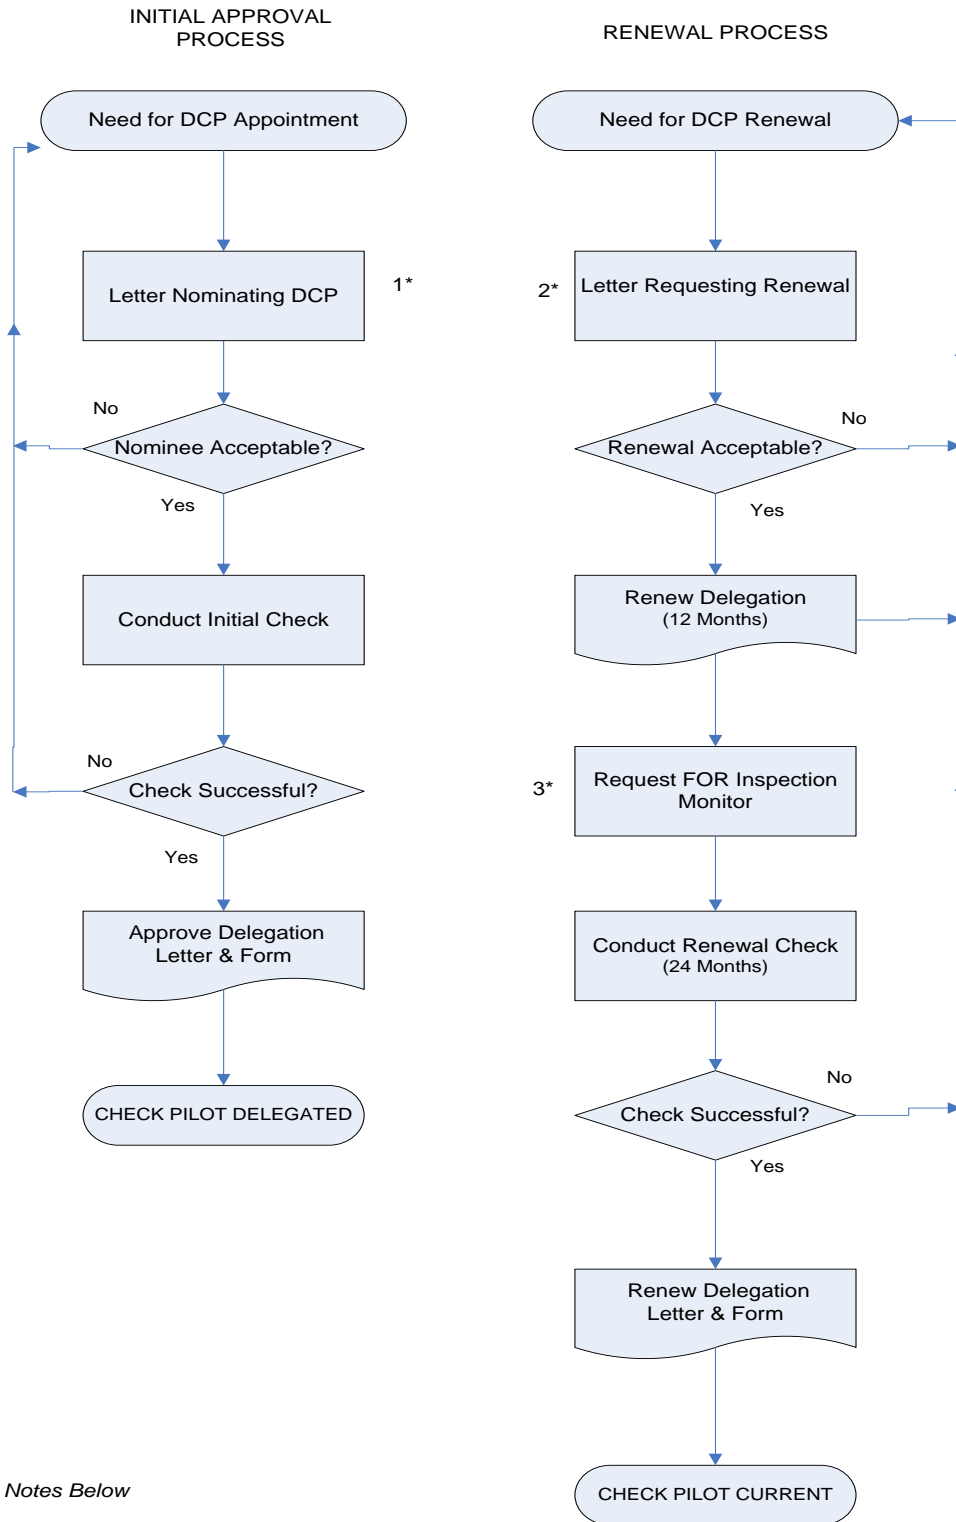 INITIAL APPROVAL
PROCESS
Need for DCP Appointment
Letter Nominating DCP
1*
No
Nominee Acceptable?
Yes
Conduct Initial Check
No
Check Successful?
Yes
Approve Delegation
Letter & Form
CHECK PILOT DELEGATED
RENEWAL PROCESS
Need for DCP Renewal
2*
Letter Requesting Renewal
No
Renewal Acceptable?
Yes
Renew Delegation
(12 Months)
3*
Request FOR Inspection
Monitor
Conduct Renewal Check
(24 Months)
No
Check Successful?
Yes
Renew Delegation
Letter & Form
CHECK PILOT CURRENT
Notes Below